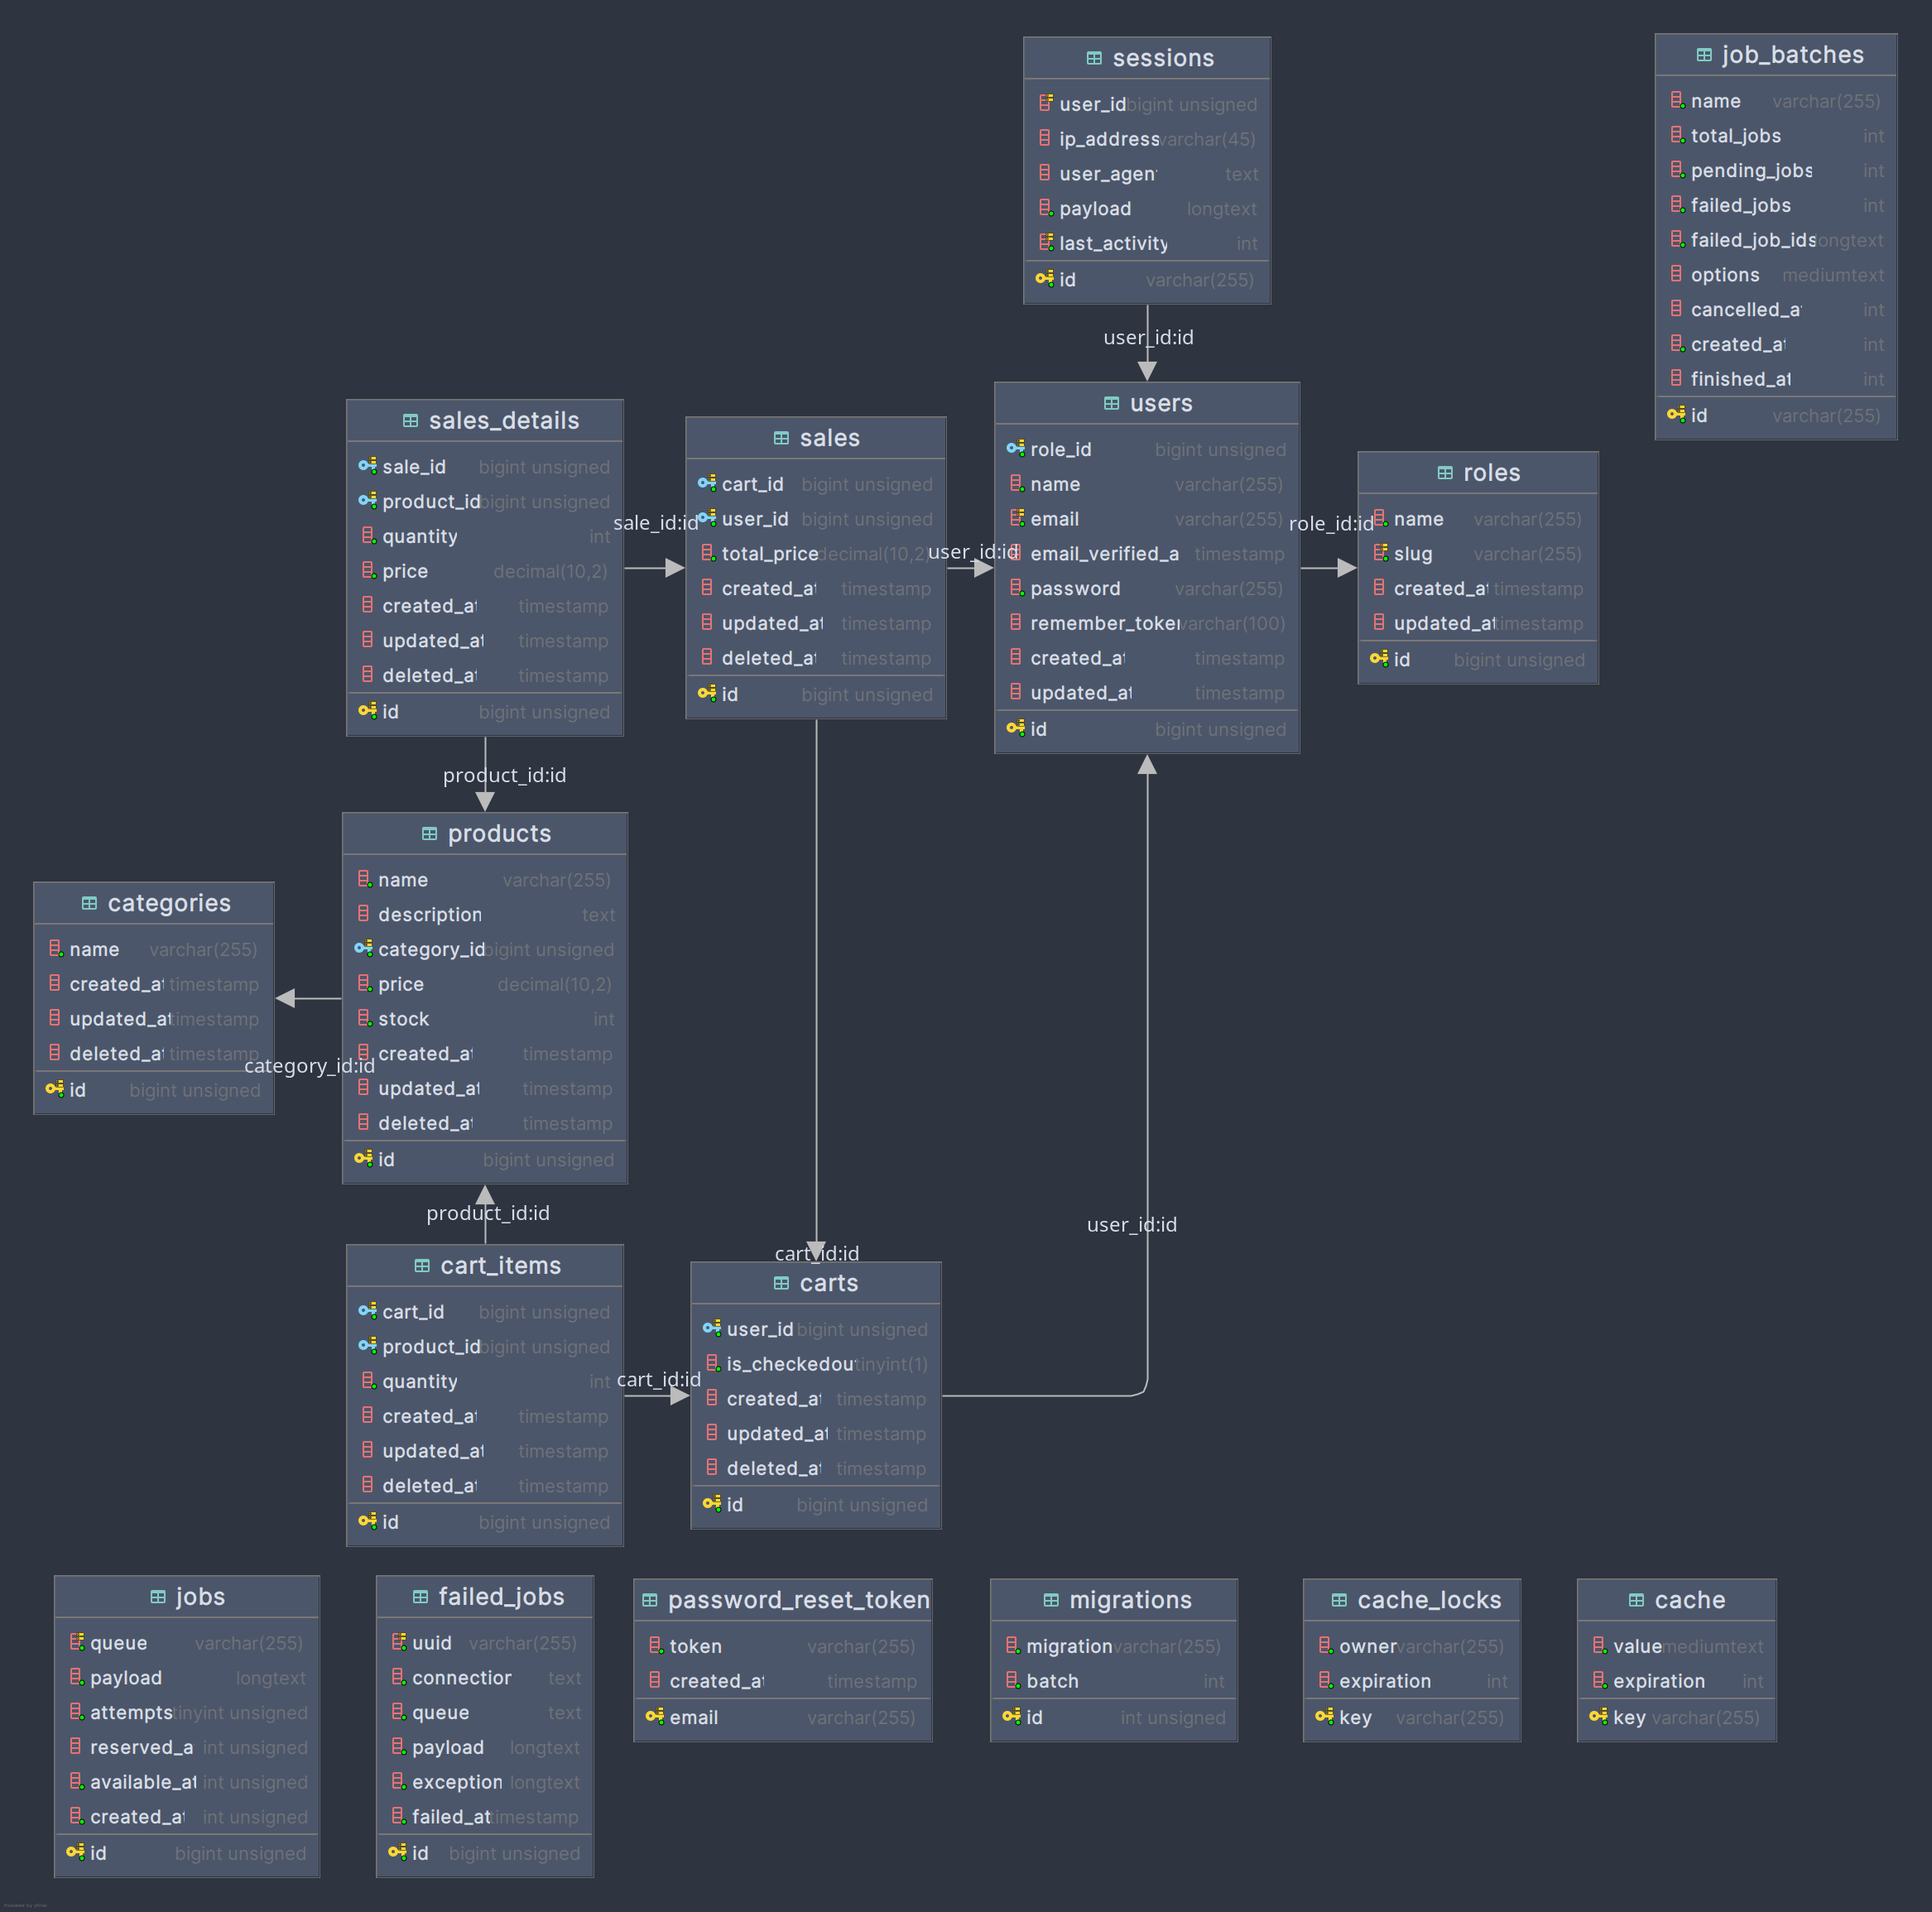 sessions
user_id bigint unsigned
ip_address varchar(45)
user_agen text
payload longtext
last_activity int
id varchar(255)
job_batches
name varchar(255)
total_jobs int
pending_jobs int
failed_jobs int
failed_job_ids longtext
options mediumtext
cancelled_a int
created_at int
finished_at int
id varchar(255)
user_id:id
sales_details
sale_id bigint unsigned
product_id bigint unsigned
quantity int
price decimal(10,2)
created_at timestamp
updated_at timestamp
deleted_at timestamp
id bigint unsigned
sale_id:id
sales
cart_id bigint unsigned
user_id bigint unsigned
total_price decimal(10,2)
created_at timestamp
updated_at timestamp
deleted_at timestamp
id bigint unsigned
user_id:id
users
role_id bigint unsigned
name varchar(255)
email varchar(255)
email_verified_a timestamp
password varchar(255)
remember_token varchar(100)
created_at timestamp
updated_at timestamp
id bigint unsigned
role_id:id
roles
name varchar(255)
slug varchar(255)
created_at timestamp
updated_at timestamp
id bigint unsigned
product_id:id
products
name varchar(255)
description text
category_id bigint unsigned
price decimal(10,2)
stock int
created_at timestamp
updated_at timestamp
deleted_at timestamp
id bigint unsigned
categories
name varchar(255)
created_at timestamp
updated_at timestamp
deleted_at timestamp
id bigint unsigned
category_id:id
product_id:id
user_id:id
cart_id:id
cart_items
cart_id bigint unsigned
product_id bigint unsigned
quantity int
created_at timestamp
updated_at timestamp
deleted_at timestamp
id bigint unsigned
cart_id:id
carts
user_id bigint unsigned
is_checkedout tinyint(1)
created_at timestamp
updated_at timestamp
deleted_at timestamp
id bigint unsigned
jobs
queue varchar(255)
payload longtext
attempts tinyint unsigned
reserved_a int unsigned
available_at int unsigned
created_at int unsigned
id bigint unsigned
failed_jobs
uuid varchar(255)
connection text
queue text
payload longtext
exception longtext
failed_at timestamp
id bigint unsigned
password_reset_token
token varchar(255)
created_at timestamp
email varchar(255)
migrations
migration varchar(255)
batch int
id int unsigned
cache_locks
owner varchar(255)
expiration int
key varchar(255)
cache
value mediumtext
expiration int
key varchar(255)
Powered by yFiles